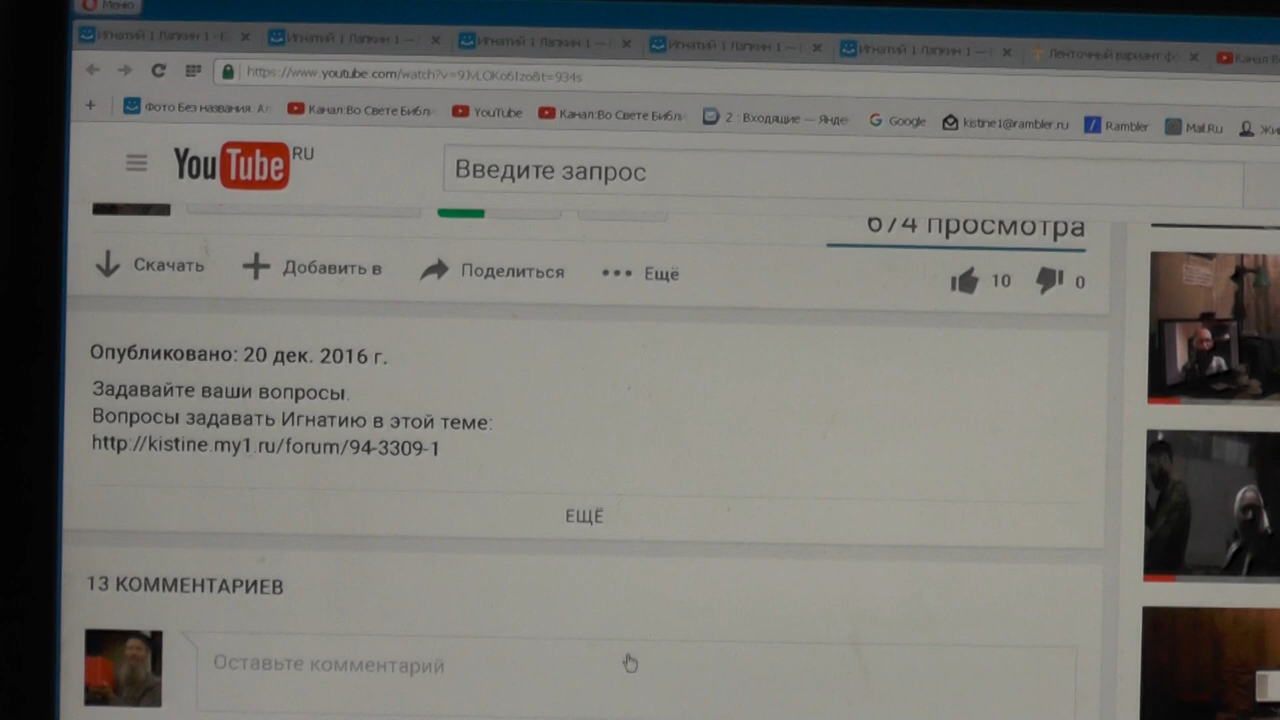 Меню
Игнатий 1 Лапкин 1 -
Игнатий 1 Лапкин 1 —
Игнатий 1 Лапкин 1 —
Игнатий 1 Лапкин 1 —
Игнатий 1 Лапкин 1 —
Ленточный вариант
Канал
https://www.youtube.com/
Фото Без названия.
Канал:Во Свете Библ
YouTube
Канал:Во Свете Библ
2 · Входящие — Янде
Google
kistine1@rambler.ru
Rambler
Mail.Ru
YouTube RU
Введите запрос
674 просмотра
Скачать
Добавить в
Поделиться
Ещё
10
0
Опубликовано: 20 дек. 2016 г.
Задавайте ваши вопросы.
Вопросы задавать Игнатию в этой теме:
http://kistine.my1.ru/forum/94-3309-1
ЕЩЁ
13 КОММЕНТАРИЕВ
Оставьте комментарий